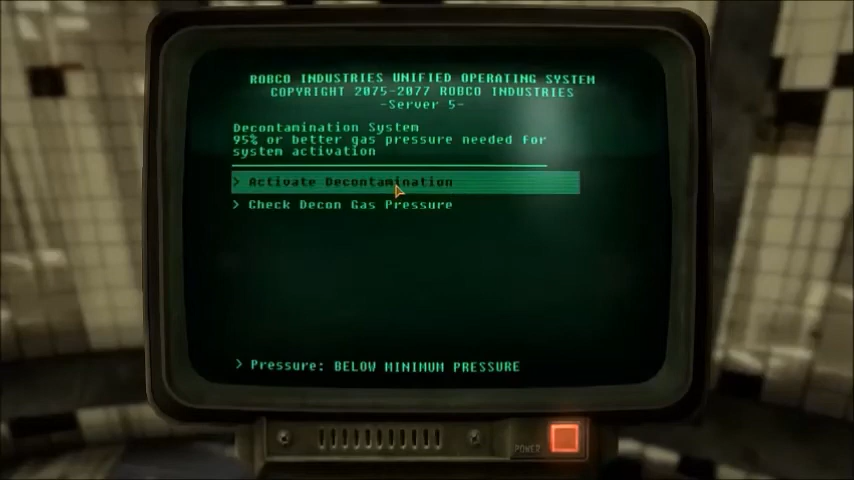 ROBCO INDUSTRIES UNIFIED OPERATING SYSTEM
COPYRIGHT 2075-2077 ROBCO INDUSTRIES
-Server 5-
Decontamination System
95% or better gas pressure needed for
system activation
> Activate Decontamination
> Check Decon Gas Pressure
> Pressure: BELOW MINIMUM PRESSURE
POWER